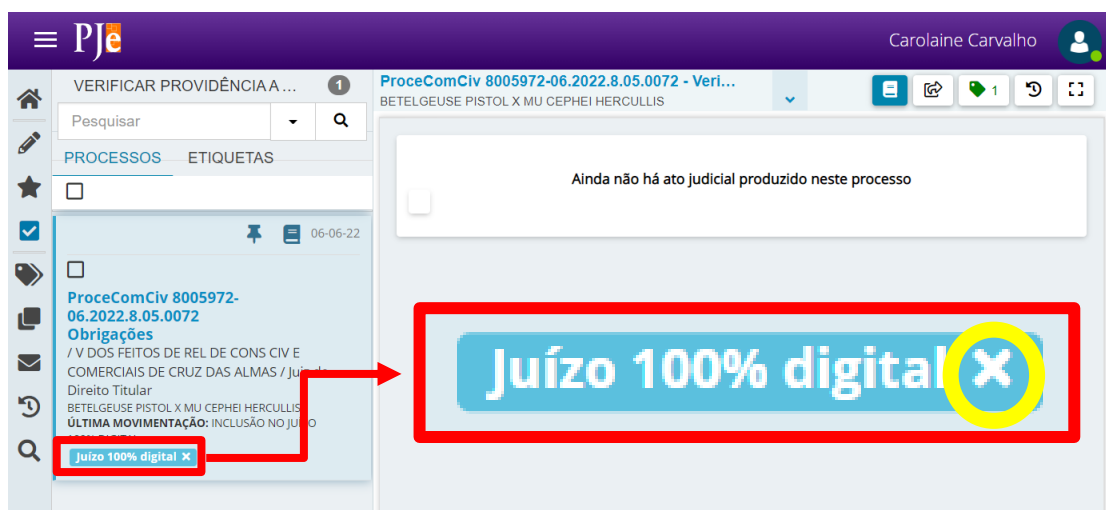 PJe
Carolaine Carvalho
VERIFICAR PROVIDÊNCIA A ...
1
Pesquisar
PROCESSOS
ETIQUETAS
06-06-22
ProceComCiv 8005972-
06.2022.8.05.0072
Obrigações
/ V DOS FEITOS DE REL DE CONS CIV E
COMERCIAIS DE CRUZ DAS ALMAS / Juiz de
Direito Titular
BETELGEUSE PISTOL X MU CEPHEI HERCULLIS
ÚLTIMA MOVIMENTAÇÃO: INCLUSÃO NO JUÍZO
100% DIGITAL
Juízo 100% digital ×
ProceComCiv 8005972-06.2022.8.05.0072 - Veri...
BETELGEUSE PISTOL X MU CEPHEI HERCULLIS
1
Ainda não há ato judicial produzido neste processo
Juízo 100% digital ×